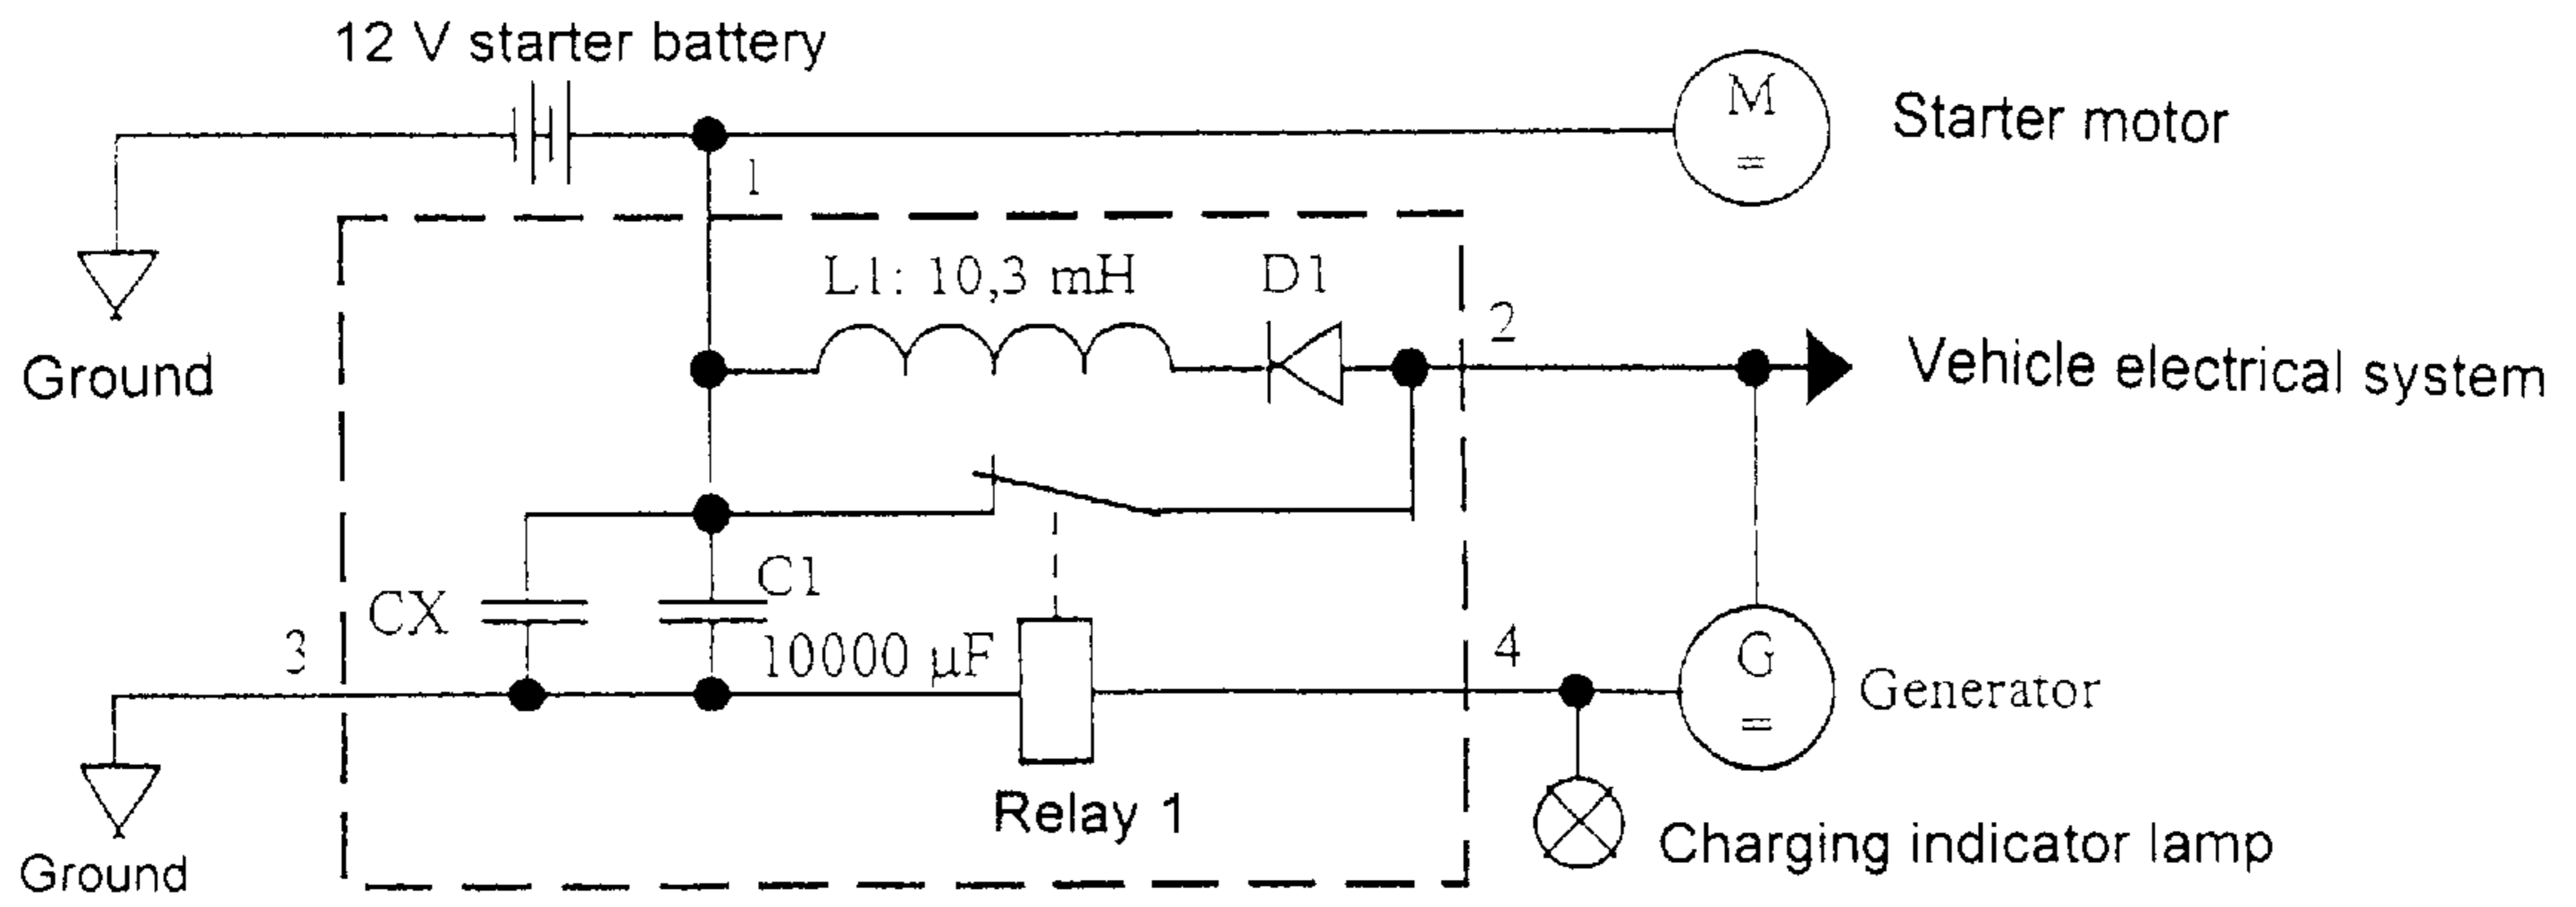 12 V starter battery
M
=
Starter motor
1
L1: 10,3 mH
D1
2
Ground
Vehicle electrical system
C1
CX
10000 µF
3
4
G
=
Generator
Relay 1
Charging indicator lamp
Ground